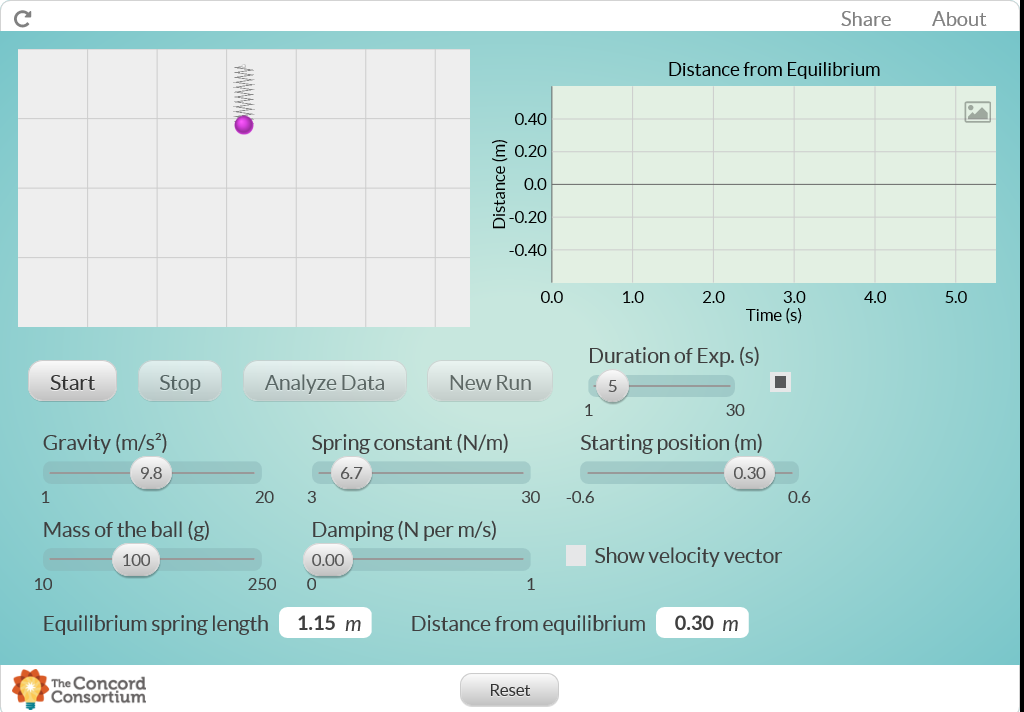 Share About
Distance from Equilibrium
0.40
0.20
0.0
-0.20
-0.40
Distance (m)
0.0 1.0 2.0 3.0 4.0 5.0
Time (s)
Start Stop Analyze Data New Run
Duration of Exp. (s)
5
1 30
Gravity (m/s²) Spring constant (N/m) Starting position (m)
9.8 6.7 0.30
1 20 3 30 -0.6 0.6
Mass of the ball (g) Damping (N per m/s)
100 0.00
10 250 0 1
Show velocity vector
Equilibrium spring length 1.15 m Distance from equilibrium 0.30 m
The Concord
Consortium
Reset